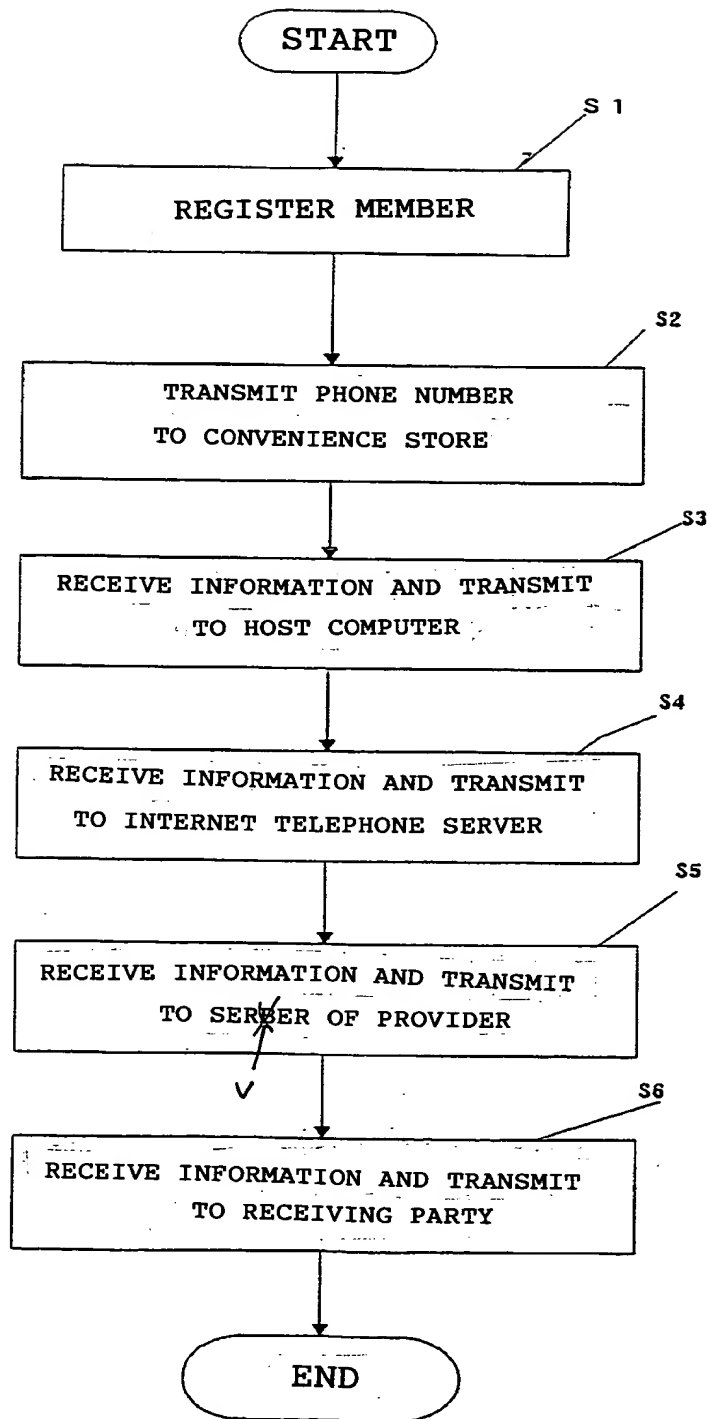 START
S 1
REGISTER MEMBER
S2
TRANSMIT PHONE NUMBER
TO CONVENIENCE STORE
S3
RECEIVE INFORMATION AND TRANSMIT
TO HOST COMPUTER
S4
RECEIVE INFORMATION AND TRANSMIT
TO INTERNET TELEPHONE SERVER
S5
RECEIVE INFORMATION AND TRANSMIT
TO SERBER OF PROVIDER
V
S6
RECEIVE INFORMATION AND TRANSMIT
TO RECEIVING PARTY
END